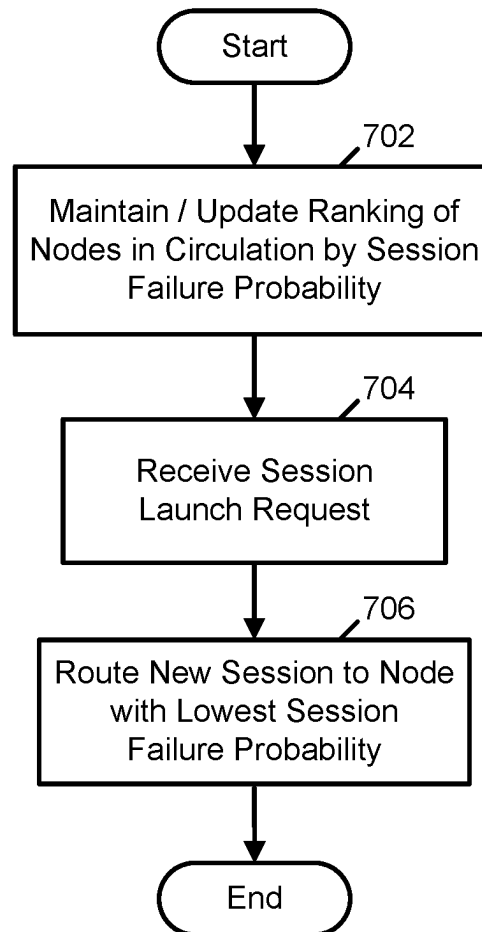 Start
702
Maintain / Update Ranking of
Nodes in Circulation by Session
Failure Probability
704
Receive Session
Launch Request
706
Route New Session to Node
with Lowest Session
Failure Probability
End